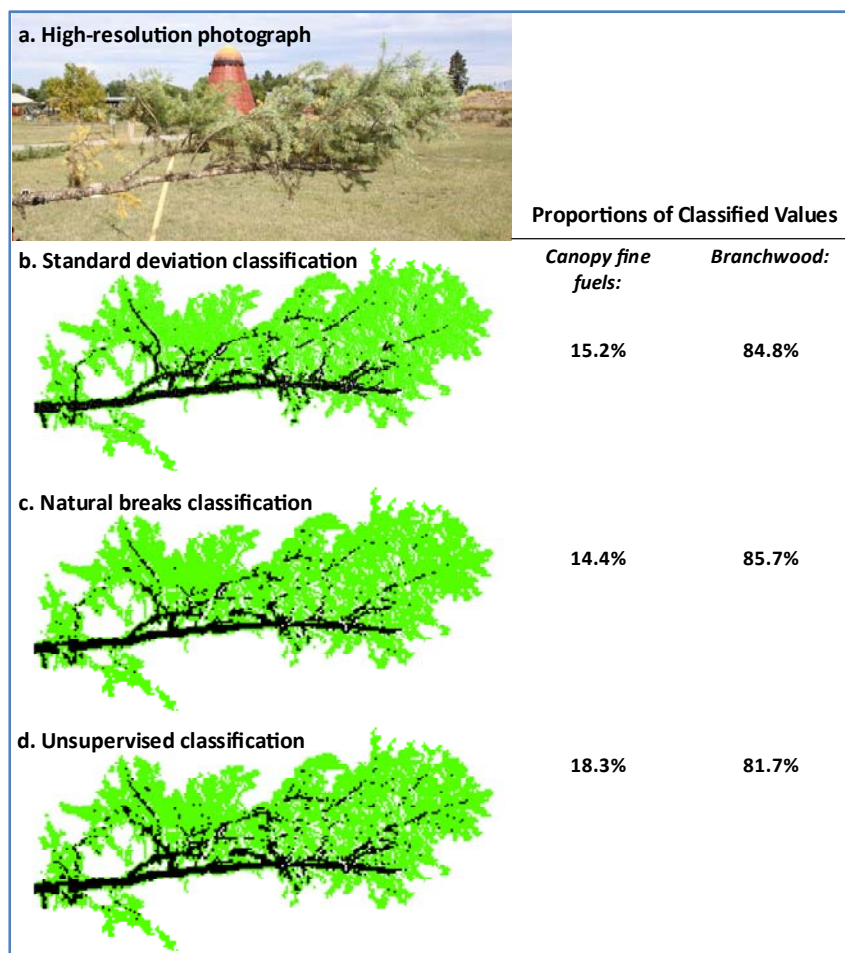 a. High-resolution photograph
Proportions of Classified Values
b. Standard deviation classification
Canopy fine
fuels:
Branchwood:
15.2%
84.8%
c. Natural breaks classification
14.4%
85.7%
d. Unsupervised classification
18.3%
81.7%